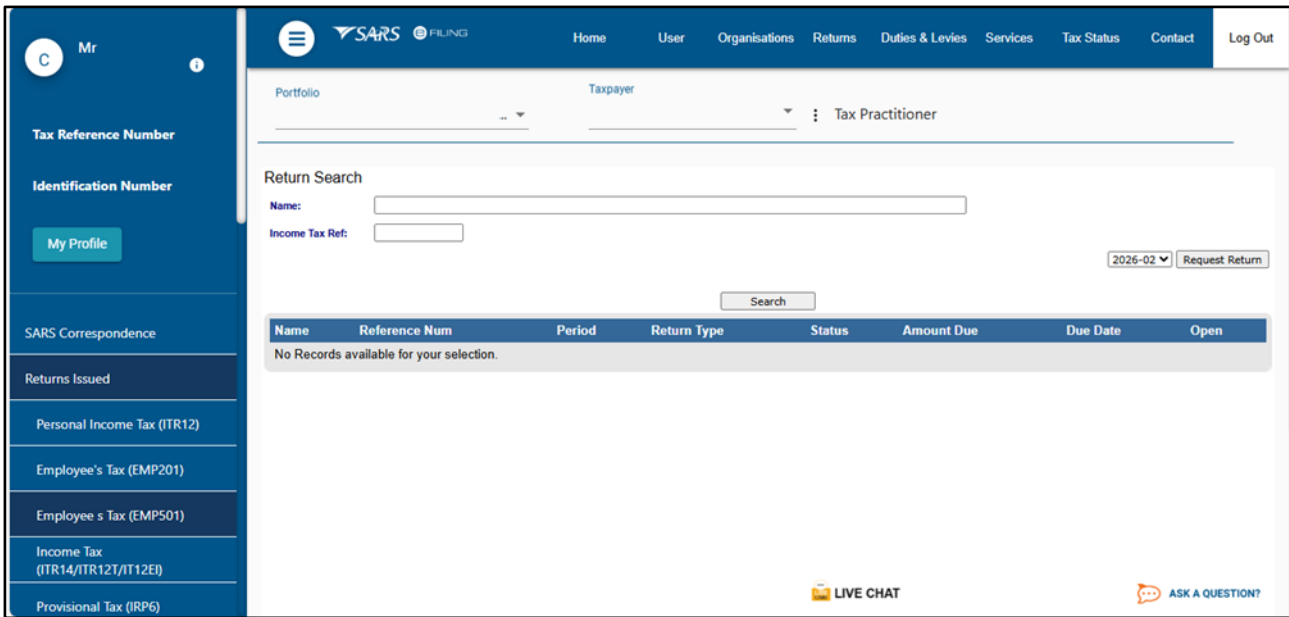 C
Mr
Tax Reference Number
Identification Number
My Profile
SARS Correspondence
Returns Issued
Personal Income Tax (ITR12)
Employee's Tax (EMP201)
Employee s Tax (EMP501)
Income Tax
(ITR14/ITR12T/IT12EI)
Provisional Tax (IRP6)
SARS eFILING
Home User Organisations Returns Duties & Levies Services Tax Status Contact Log Out
Portfolio Taxpayer
... Tax Practitioner
Return Search
Name:
Income Tax Ref:
2026-02 Request Return
Search
Name Reference Num Period Return Type Status Amount Due Due Date Open
No Records available for your selection.
LIVE CHAT ASK A QUESTION?